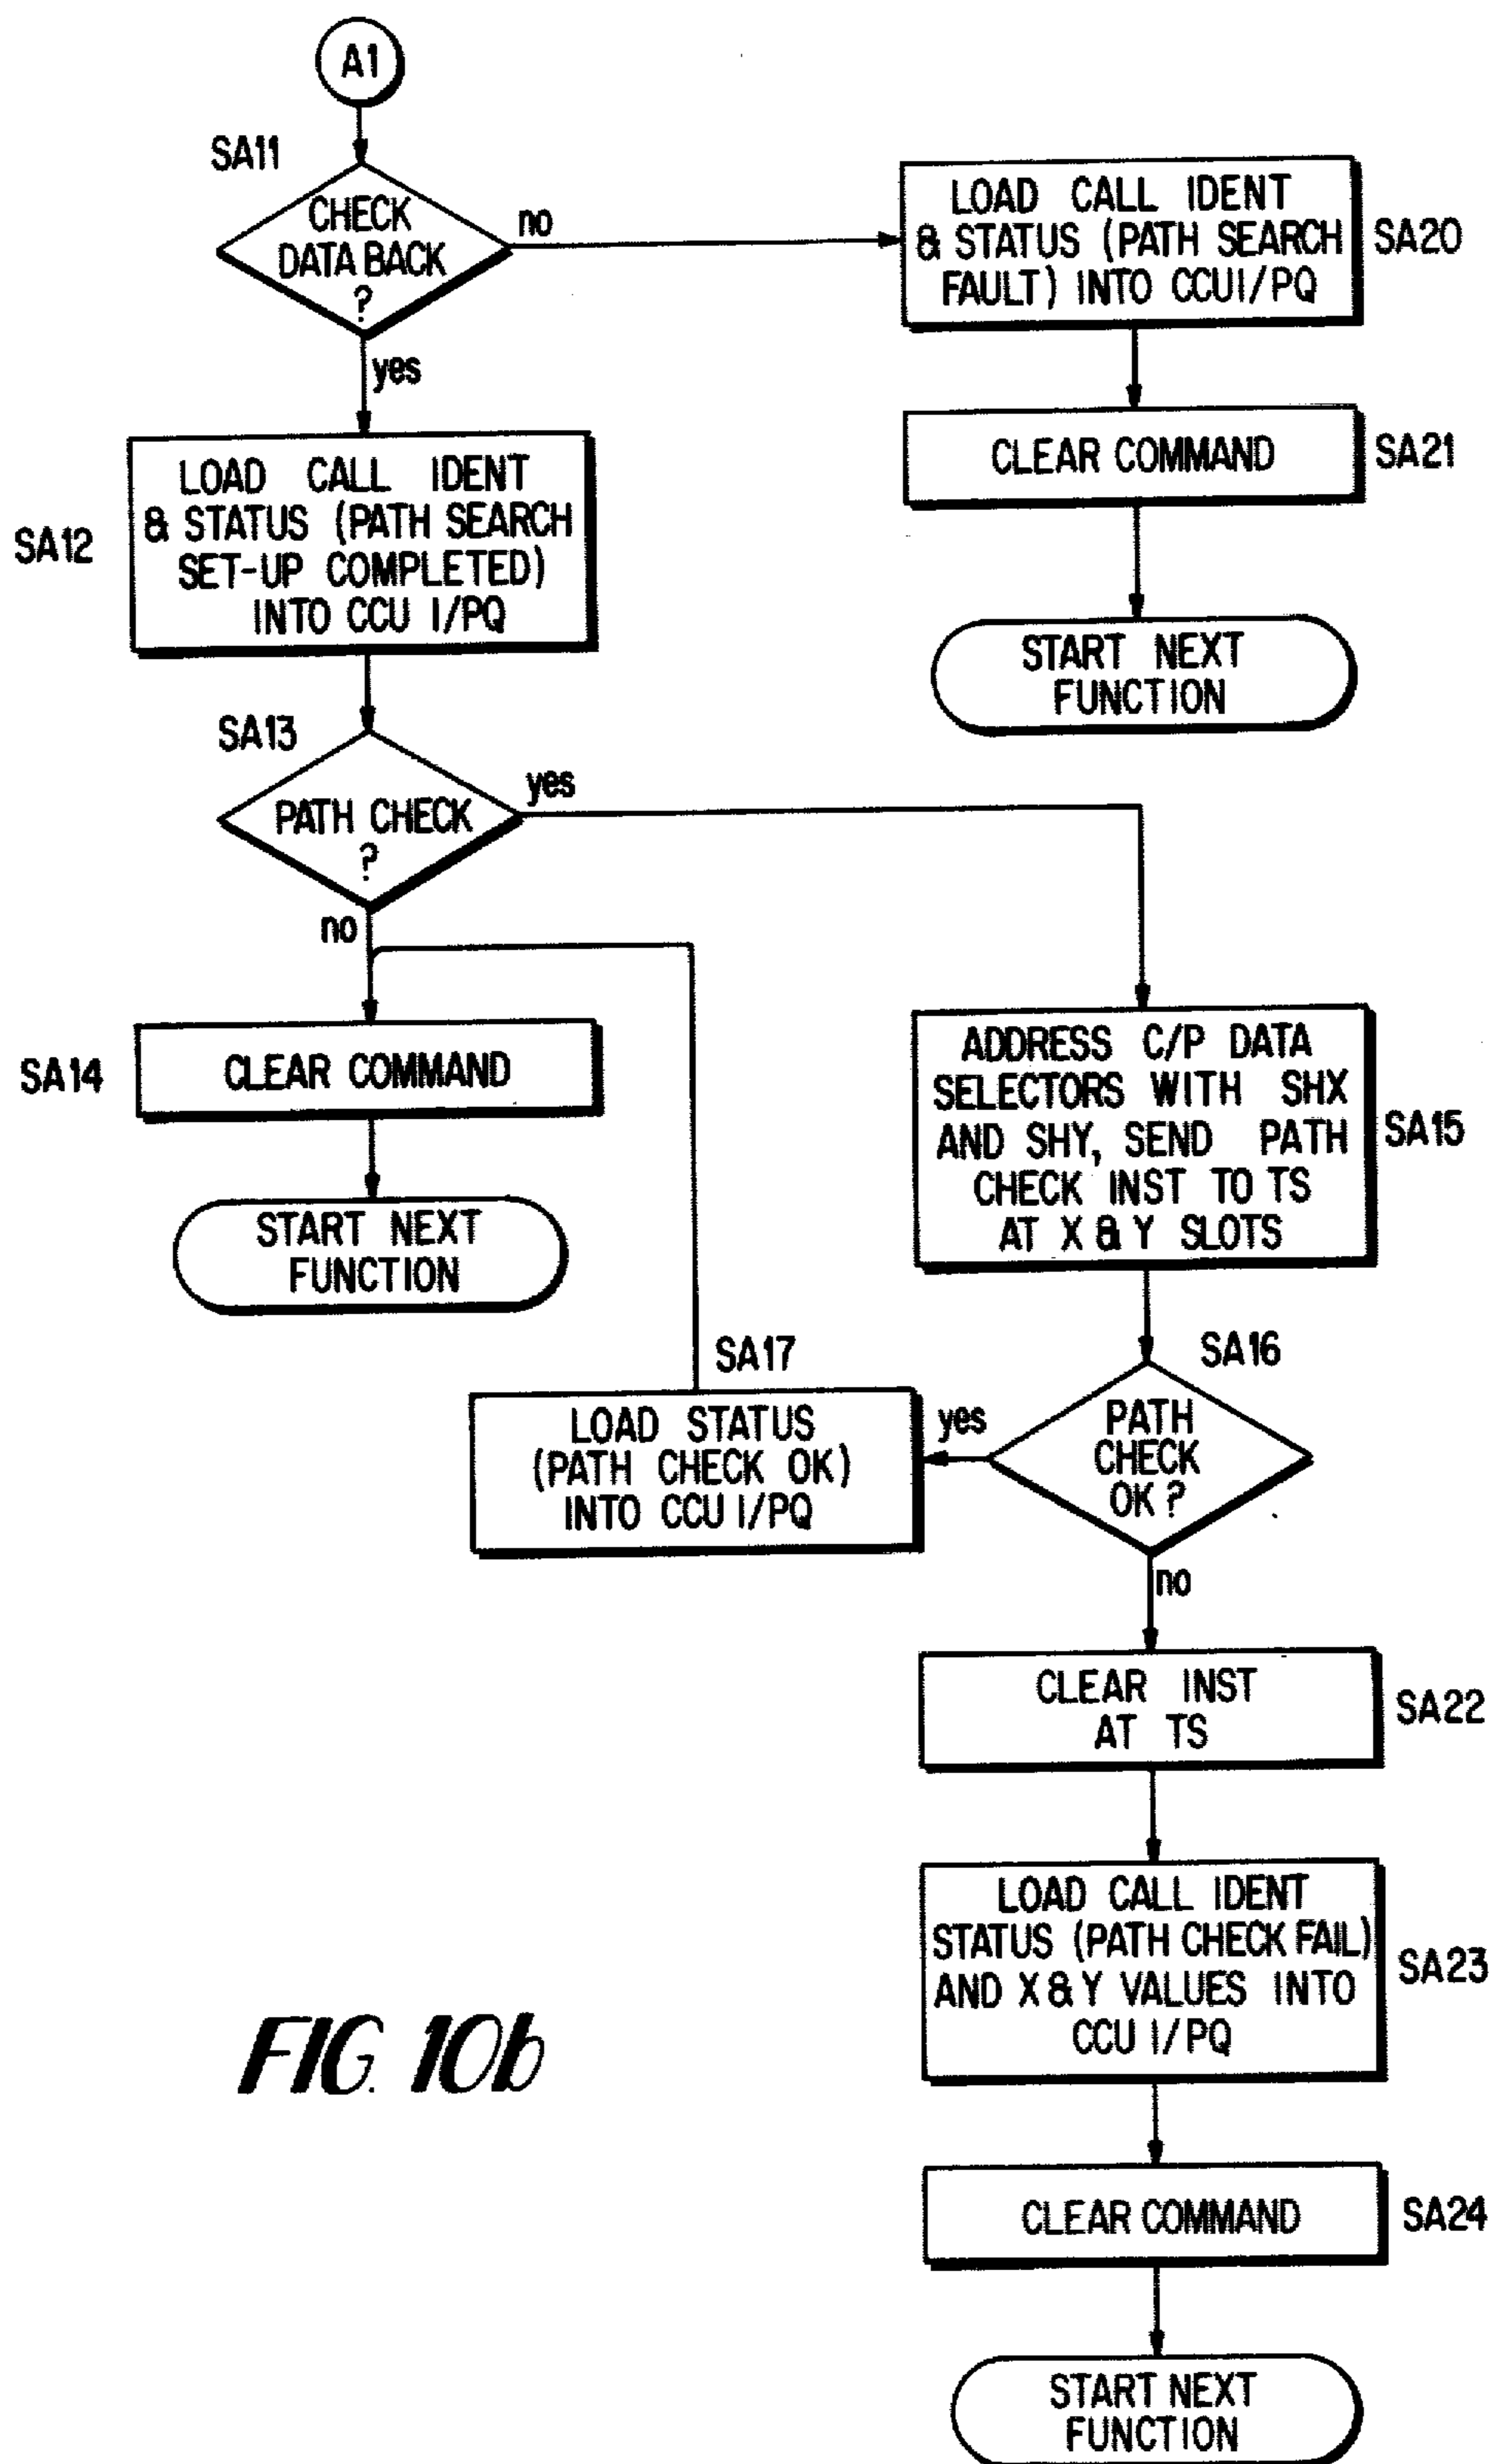 A1
SA11
CHECK
DATA BACK
?
no
yes
LOAD CALL IDENT
& STATUS (PATH SEARCH
FAULT) INTO CCUI/PQ
SA20
CLEAR COMMAND
SA21
START NEXT
FUNCTION
SA12
LOAD CALL IDENT
& STATUS (PATH SEARCH
SET-UP COMPLETED)
INTO CCU I/PQ
SA13
PATH CHECK
?
yes
no
SA14
CLEAR COMMAND
START NEXT
FUNCTION
ADDRESS C/P DATA
SELECTORS WITH SHX
AND SHY, SEND PATH
CHECK INST TO TS
AT X & Y SLOTS
SA15
SA16
PATH
CHECK
OK?
yes
no
SA17
LOAD STATUS
(PATH CHECK OK)
INTO CCU I/PQ
CLEAR INST
AT TS
SA22
LOAD CALL IDENT
STATUS (PATH CHECK FAIL)
AND X & Y VALUES INTO
CCU I/PQ
SA23
CLEAR COMMAND
SA24
START NEXT
FUNCTION
FIG. 10b